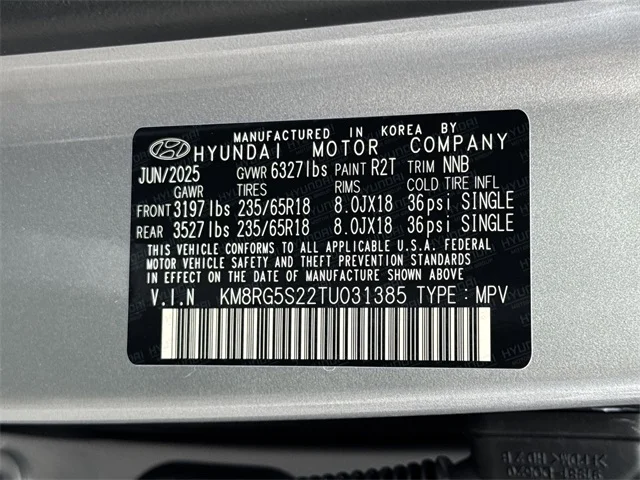 MANUFACTURED IN KOREA BY
HYUNDAI MOTOR COMPANY
JUN/2025 GVWR 6327lbs PAINT R2T TRIM NNB
GAWR TIRES RIMS COLD TIRE INFL
FRONT 3197lbs 235/65R18 8.0JX18 36psi SINGLE
REAR 3527lbs 235/65R18 8.0JX18 36psi SINGLE
THIS VEHICLE CONFORMS TO ALL APPLICABLE U.S.A. FEDERAL
MOTOR VEHICLE SAFETY AND THEFT PREVENTION STANDARDS
IN EFFECT ON THE DATE OF MANUFACTURE SHOWN ABOVE.
V.I.N KM8RG5S22TU031385 TYPE : MPV